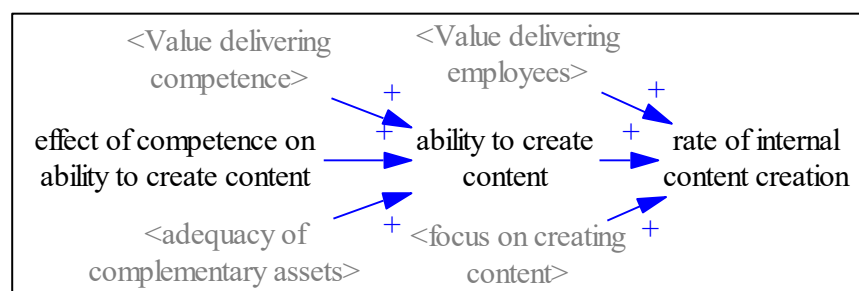 <Value delivering
competence>
<Value delivering
employees>
+
+
+
+
effect of competence on
ability to create content
ability to create
content
rate of internal
content creation
<adequacy of
complementary assets>
+
<focus on creating
content>
+